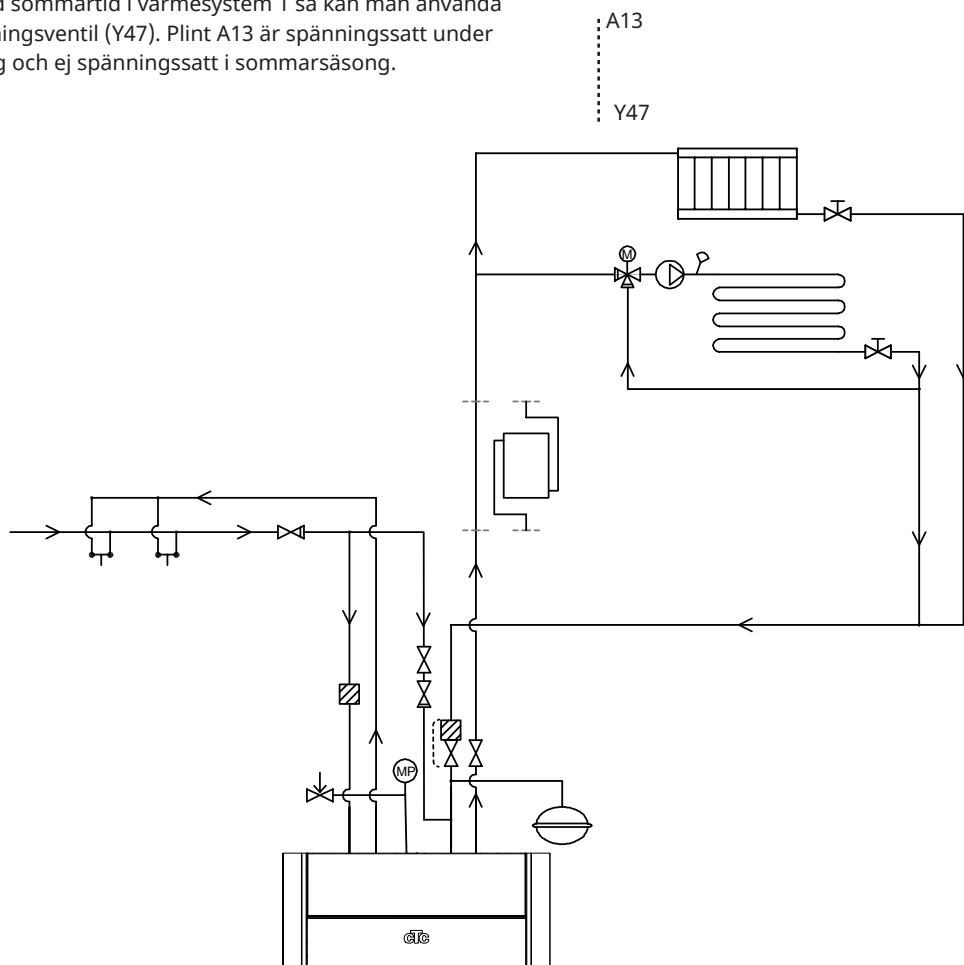 sommartid i värmesystem 1 så kan man använda
ningsventil (Y47). Plint A13 är spänningssatt under
g och ej spänningssatt i sommarsäsong.
A13
Y47
M
MP
CTC